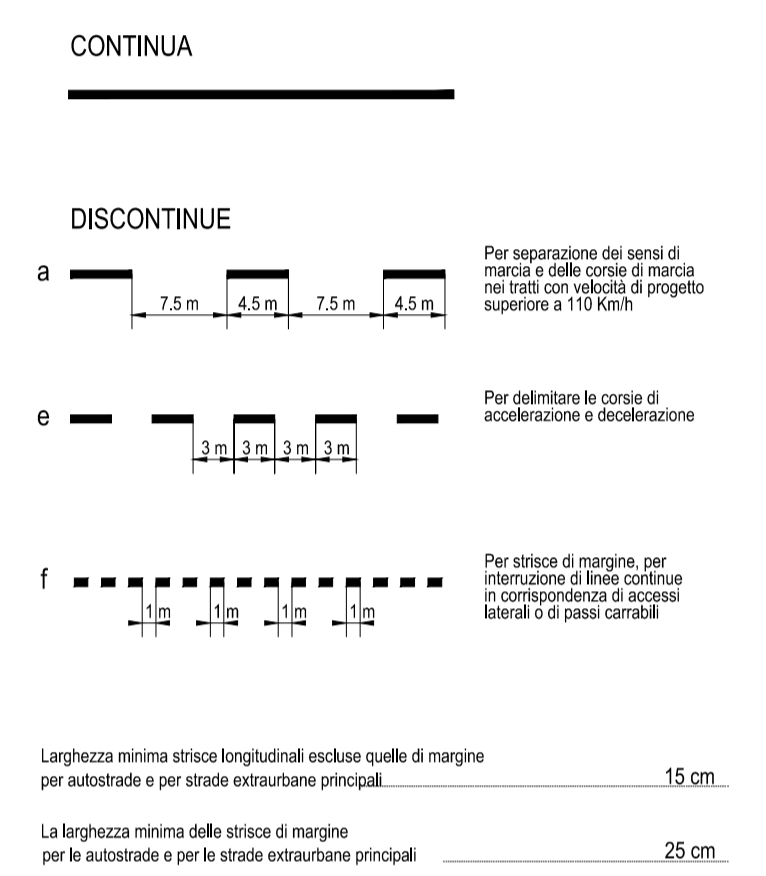 CONTINUA
DISCONTINUE
a
7.5 m 4.5 m 7.5 m 4.5 m
Per separazione dei sensi di
marcia e delle corsie di marcia
nei tratti con velocità di progetto
superiore a 110 Km/h
e
3 m 3 m 3 m 3 m
Per delimitare le corsie di
accelerazione e decelerazione
f
1 m 1 m 1 m 1 m
Per strisce di margine, per
interruzione di linee continue
in corrispondenza di accessi
laterali o di passi carrabili
Larghezza minima strisce longitudinali escluse quelle di margine
per autostrade e per strade extraurbane principali 15 cm
La larghezza minima delle strisce di margine
per le autostrade e per le strade extraurbane principali 25 cm